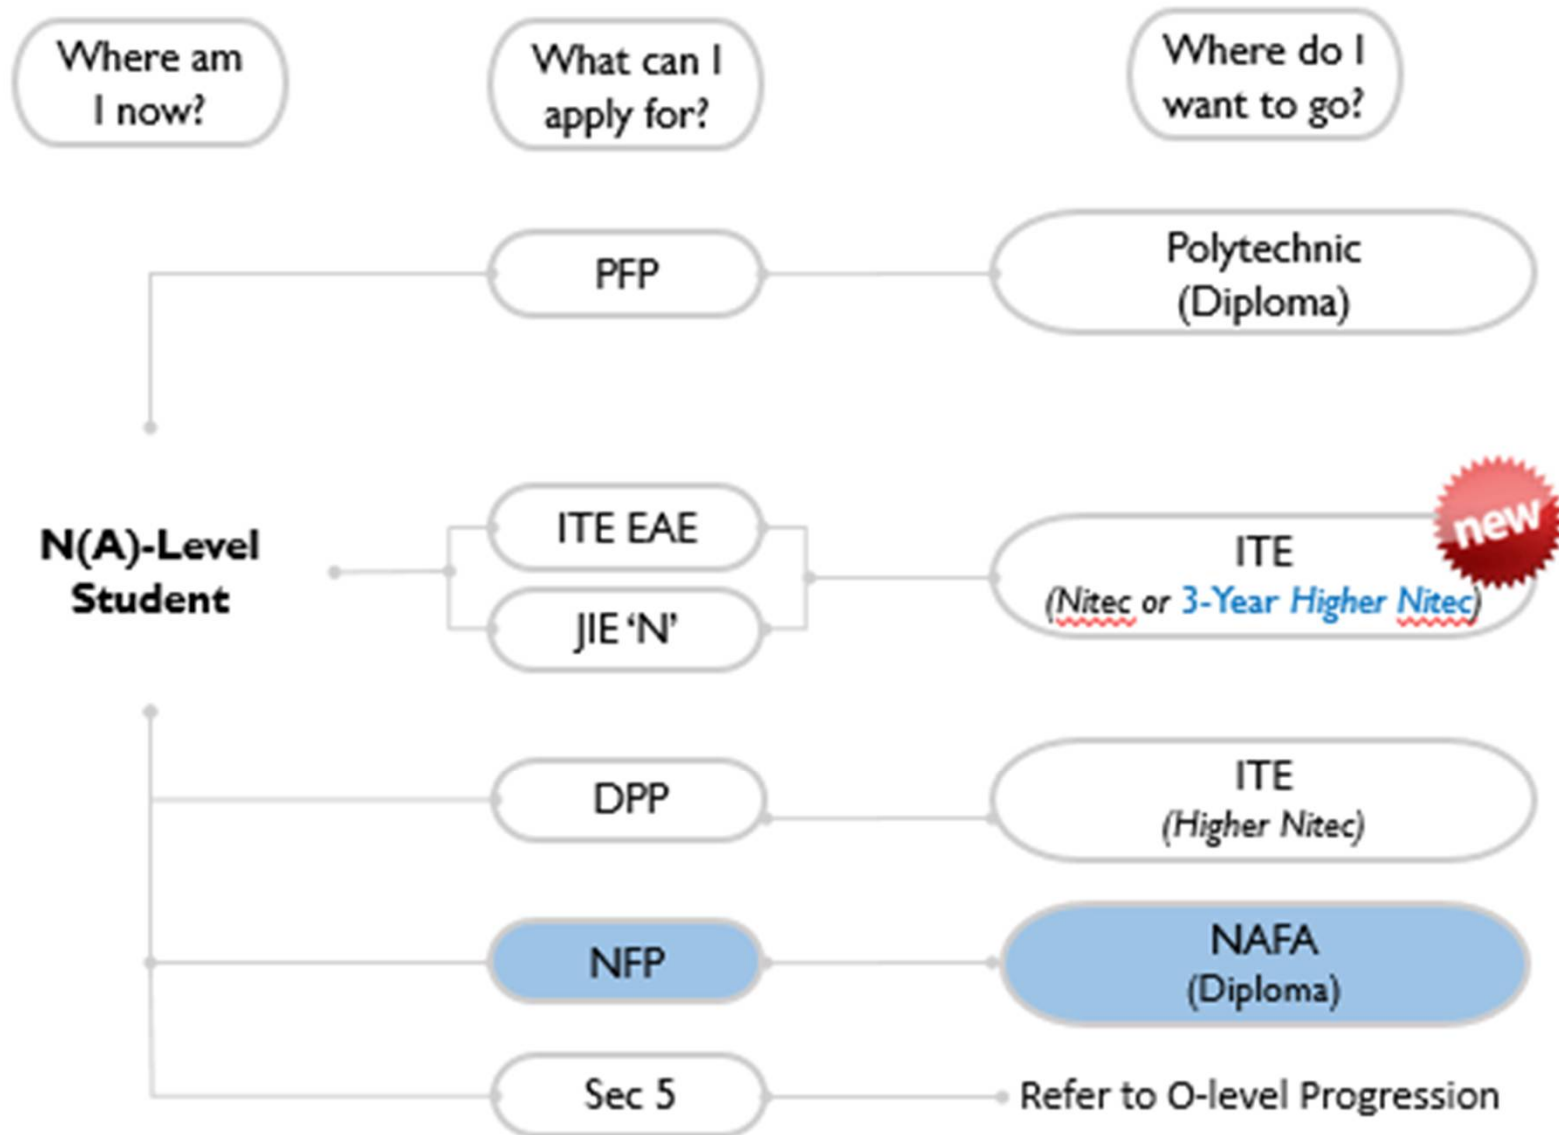 Where am
I now?
What can I
apply for?
Where do I
want to go?
PFP
Polytechnic
(Diploma)
N(A)-Level
Student
ITE EAE
JIE ‘N’
ITE
(Nitec or 3-Year Higher Nitec)
new
DPP
ITE
(Higher Nitec)
NFP
NAFA
(Diploma)
Sec 5
Refer to O-level Progression